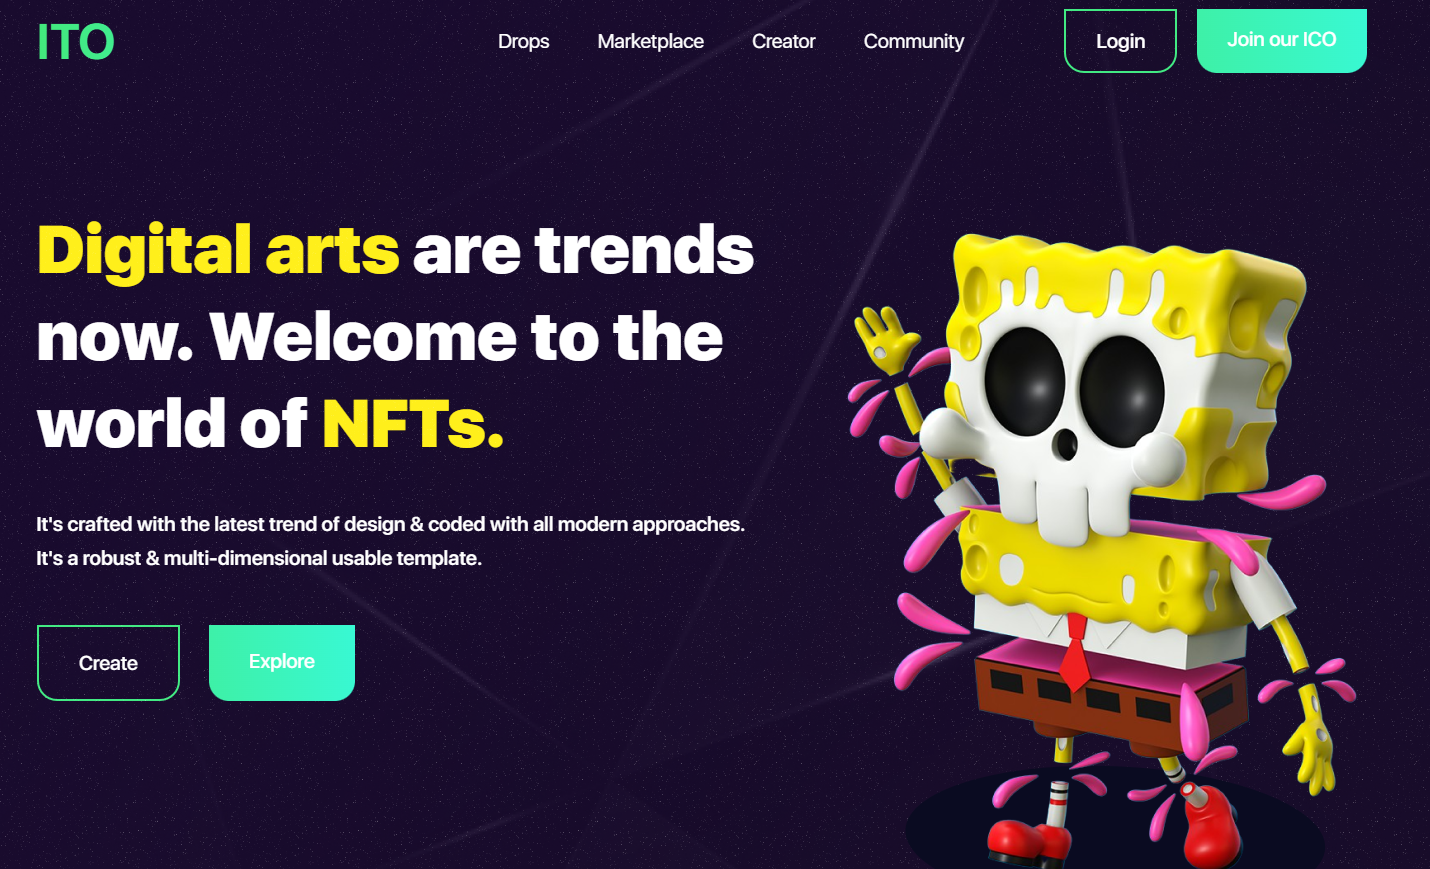 ITO
Drops
Marketplace
Creator
Community
Login
Join our ICO
Digital arts are trends
now. Welcome to the
world of NFTs.
It's crafted with the latest trend of design & coded with all modern approaches.
It's a robust & multi-dimensional usable template.
Create
Explore